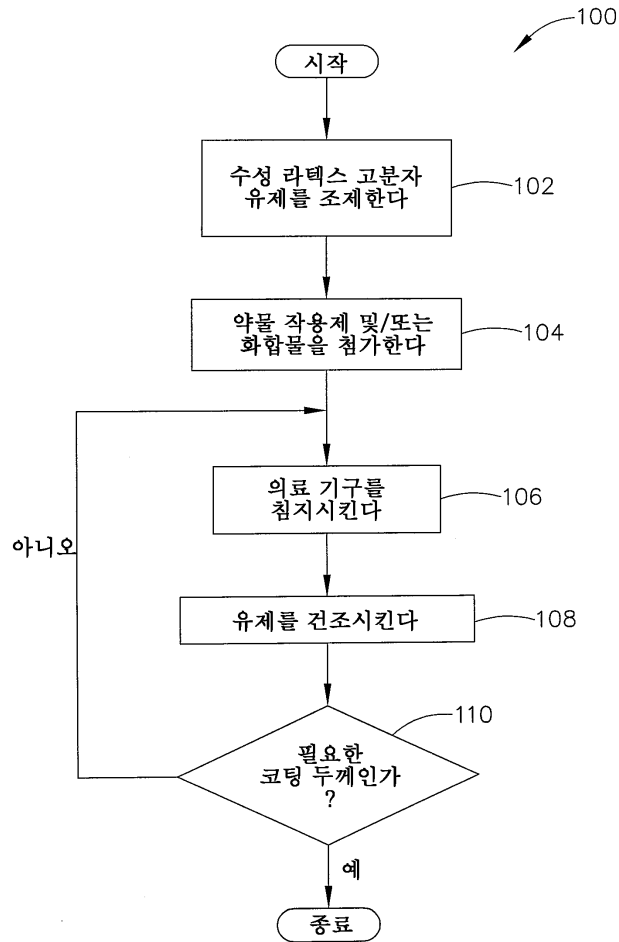 100
시작
수성 라텍스 고분자
유제를 조제한다
102
약물 작용제 및/또는
화합물을 첨가한다
104
의료 기구를
침지시킨다
106
아니오
유제를 건조시킨다
108
110
필요한
코팅 두께인가
?
예
종료